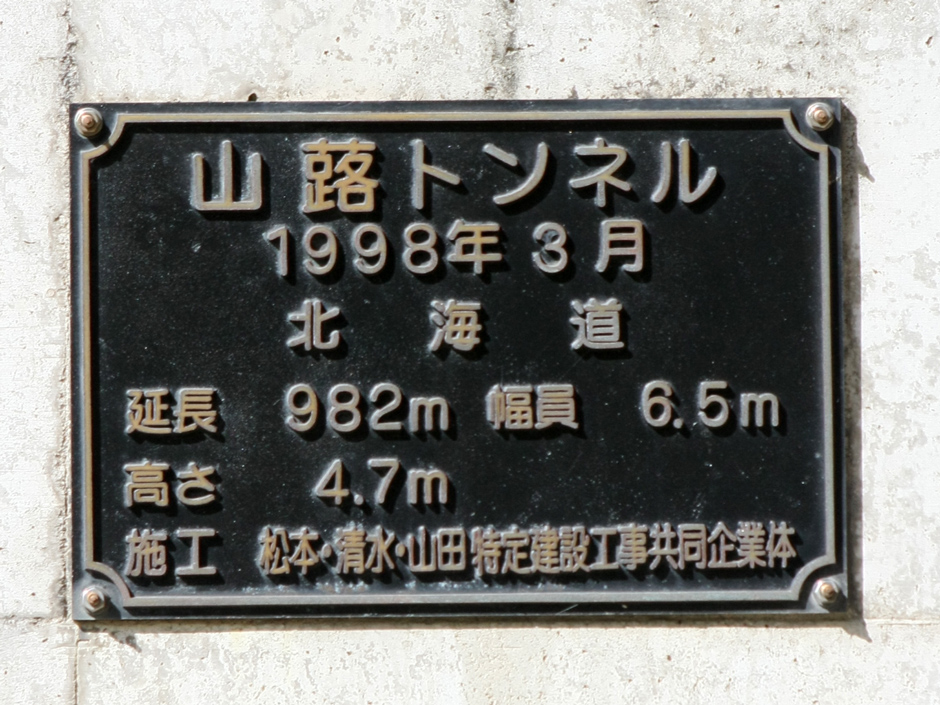 山蕗トンネル
1998年3月
北海道
延長 982m 幅員 6.5m
高さ 4.7m
施工 松本・清水・山田特定建設工事共同企業体